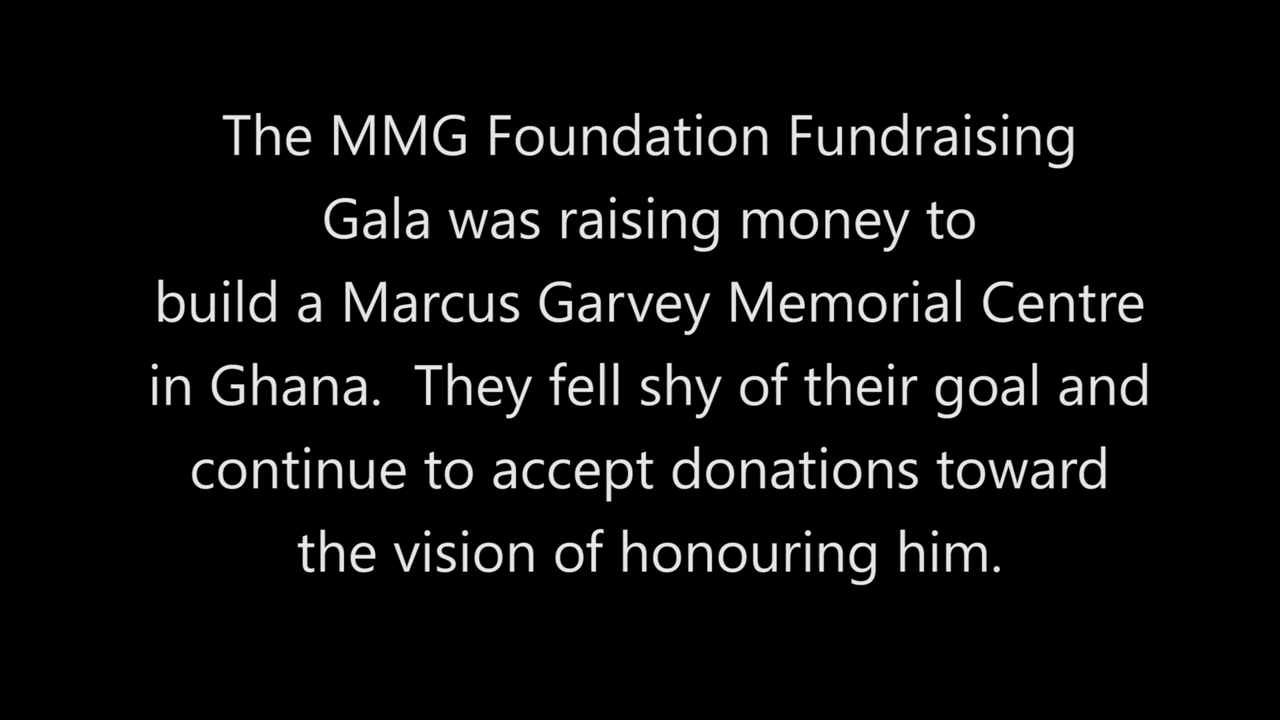 The MMG Foundation Fundraising
Gala was raising money to
build a Marcus Garvey Memorial Centre
in Ghana.  They fell shy of their goal and
continue to accept donations toward
the vision of honouring him.